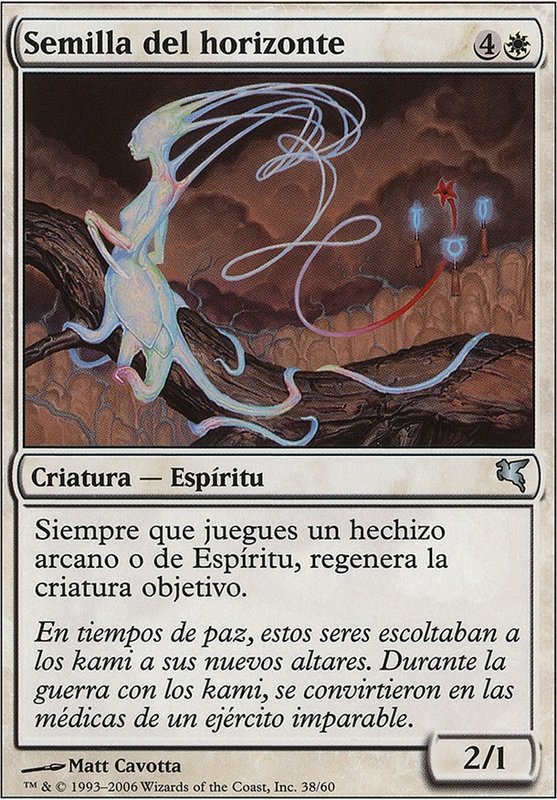 Semilla del horizonte
4
Criatura — Espíritu
Siempre que juegues un hechizo
arcano o de Espíritu, regenera la
criatura objetivo.
En tiempos de paz, estos seres escoltaban a
los kami a sus nuevos altares. Durante la
guerra con los kami, se convirtieron en las
médicas de un ejército imparable.
2/1
Matt Cavotta
™ & © 1993–2006 Wizards of the Coast, Inc. 38/60